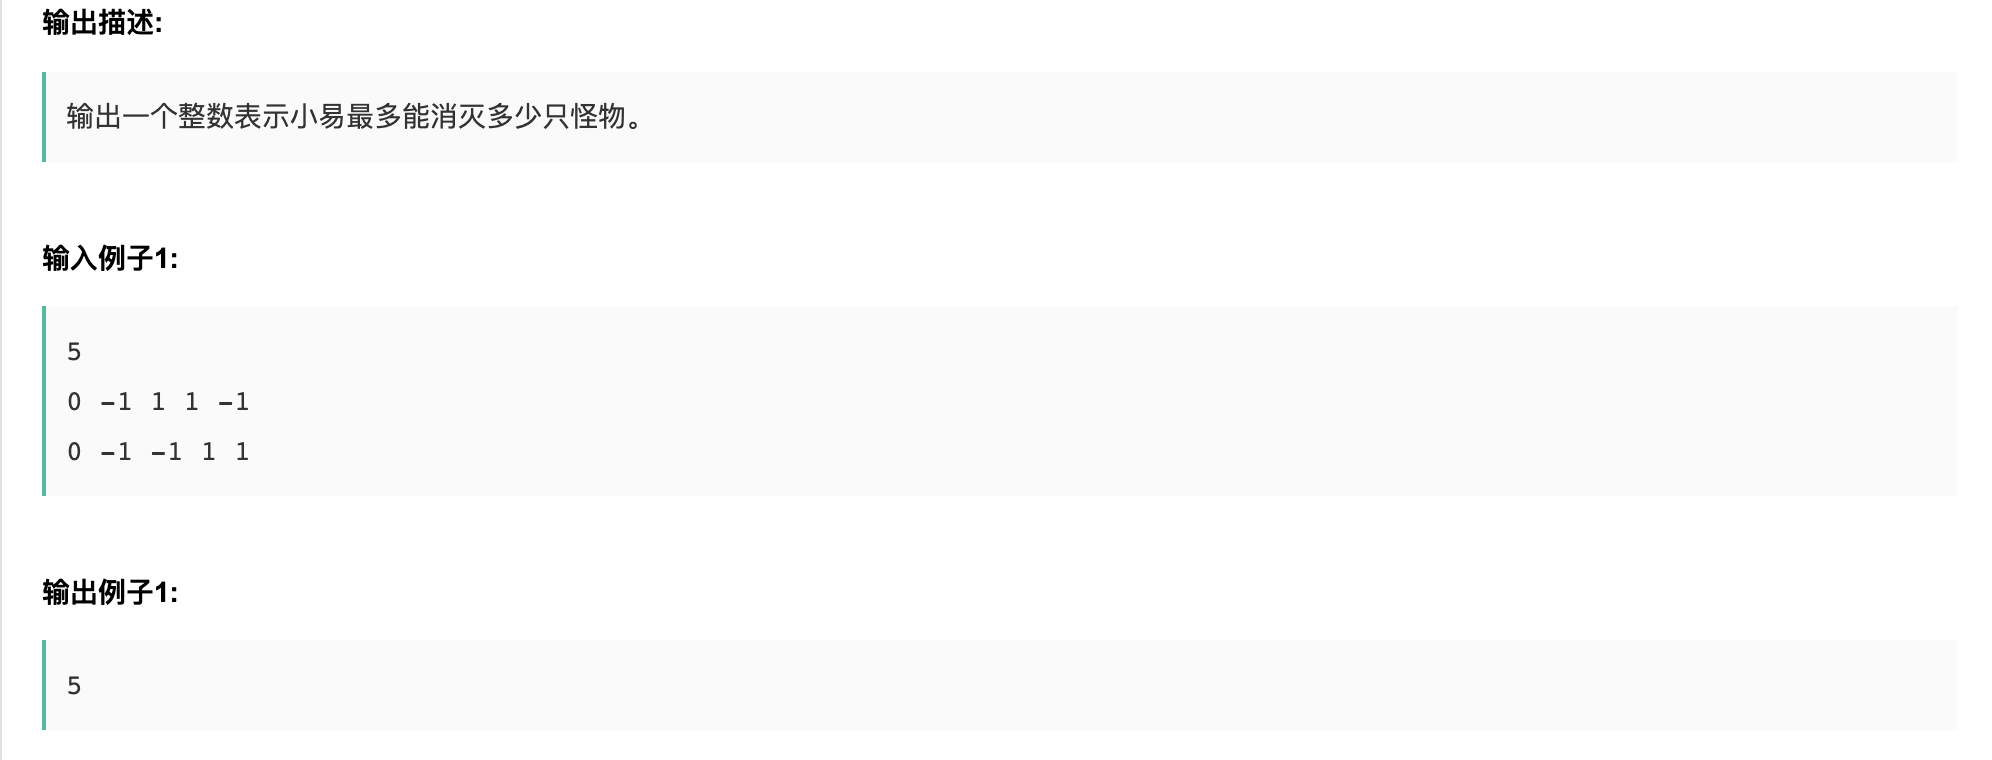 输出描述:
输出一个整数表示小易最多能消灭多少只怪物。
输入例子1:
5
0 -1 1 1 -1
0 -1 -1 1 1
输出例子1:
5